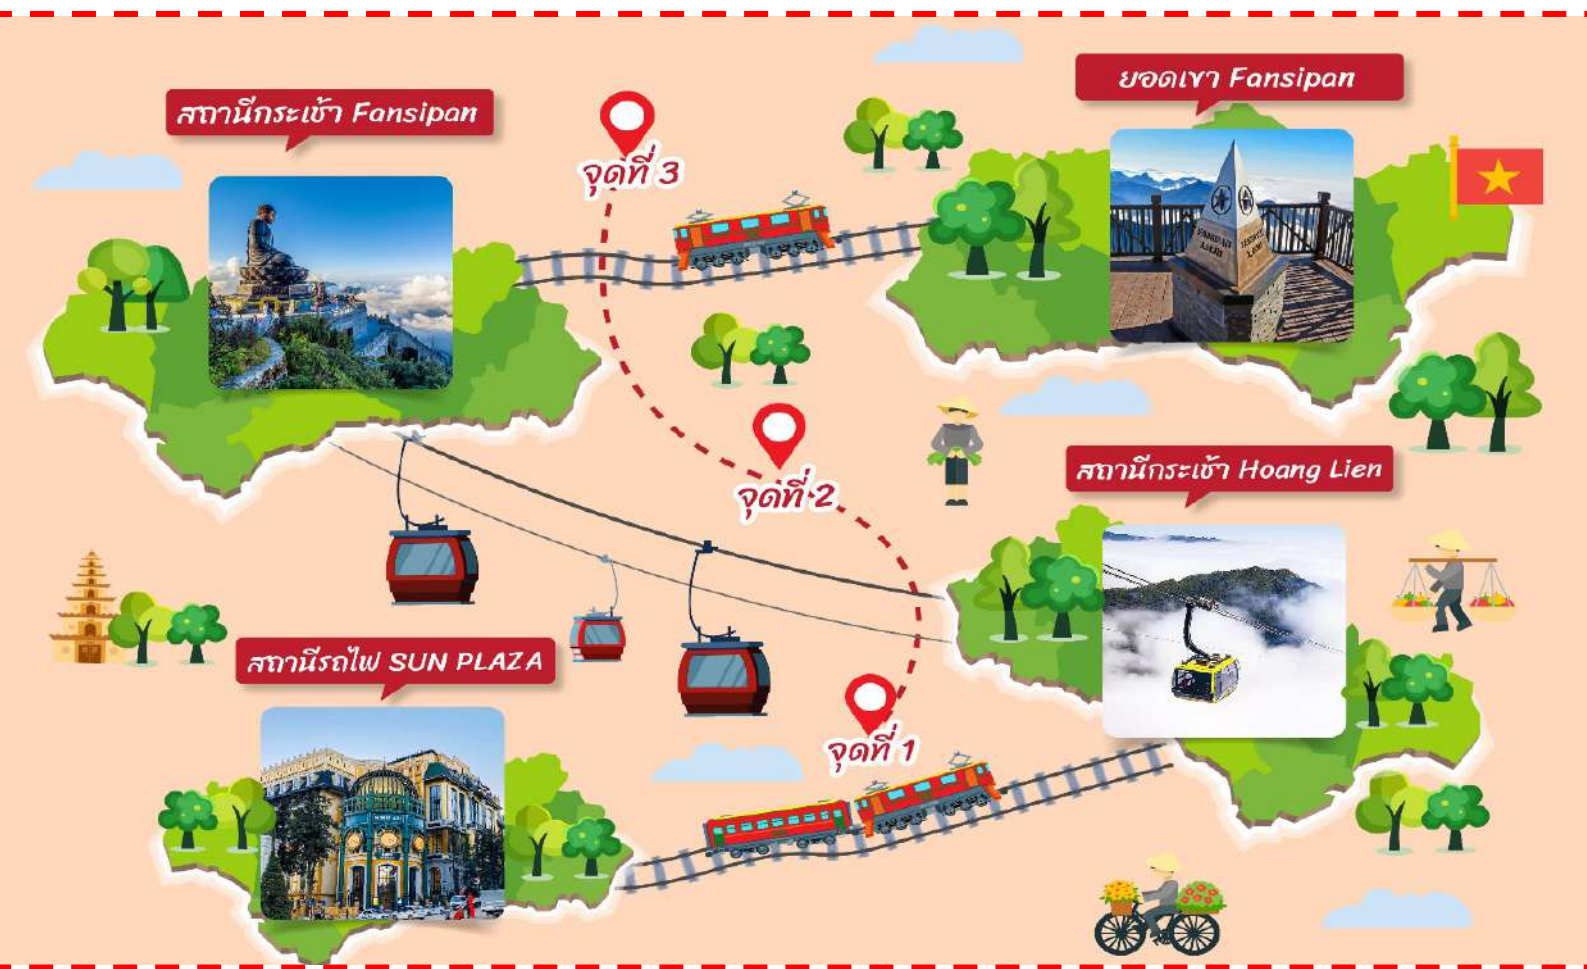 สถานีกระเช้า Fansipan
จุดที่ 3
ยอดเขา Fansipan
FANSIPAN
จุดที่ 2
สถานีกระเช้า Hoang Lien
สถานีรถไฟ SUN PLAZA
จุดที่ 1